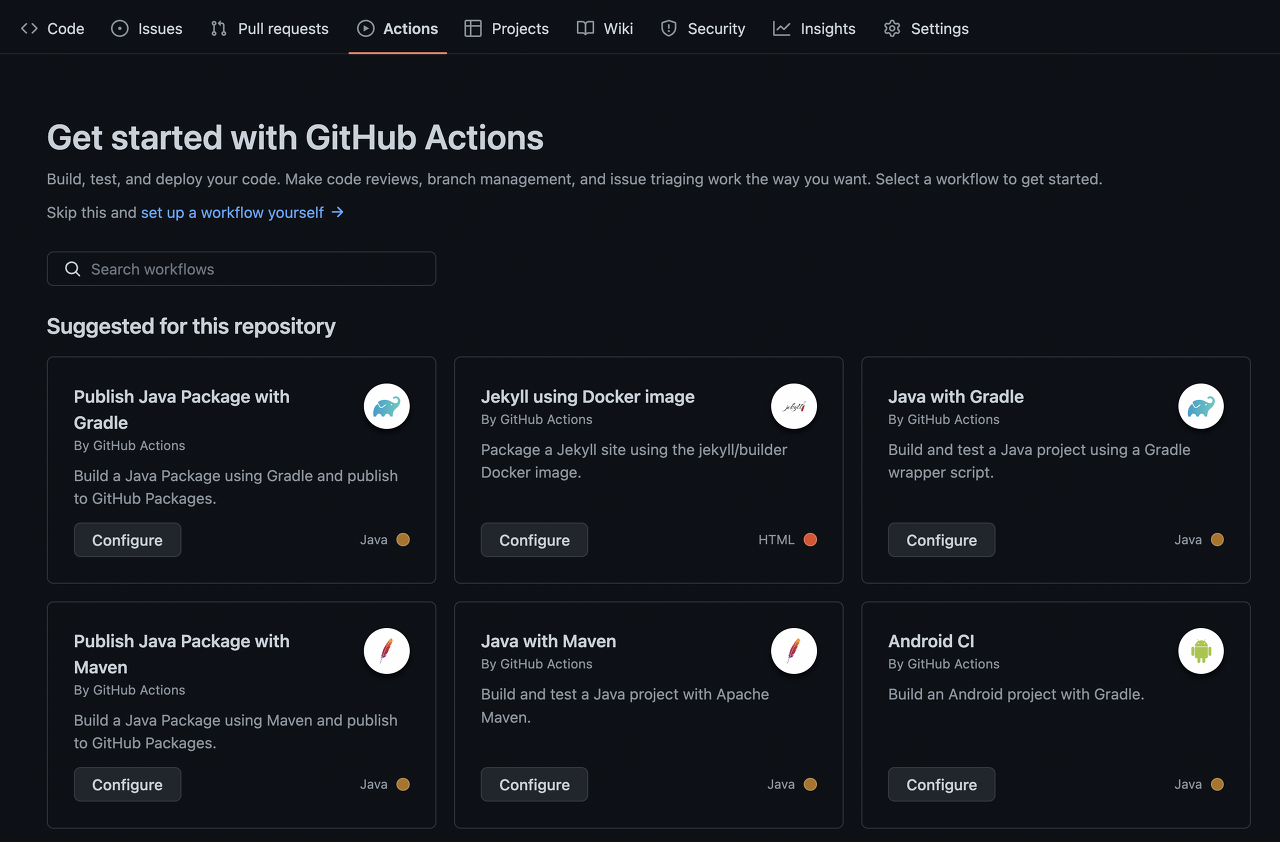 Code Issues Pull requests Actions Projects Wiki Security Insights Settings
Get started with GitHub Actions
Build, test, and deploy your code. Make code reviews, branch management, and issue triaging work the way you want. Select a workflow to get started.
Skip this and set up a workflow yourself →
Search workflows
Suggested for this repository
Publish Java Package with
Gradle
By GitHub Actions
Build a Java Package using Gradle and publish
to GitHub Packages.
Configure
Java
Jekyll using Docker image
jekyll
By GitHub Actions
Package a Jekyll site using the jekyll/builder
Docker image.
Configure
HTML
Java with Gradle
By GitHub Actions
Build and test a Java project using a Gradle
wrapper script.
Configure
Java
Publish Java Package with
Maven
By GitHub Actions
Build a Java Package using Maven and publish
to GitHub Packages.
Configure
Java
Java with Maven
By GitHub Actions
Build and test a Java project with Apache
Maven.
Configure
Java
Android CI
By GitHub Actions
Build an Android project with Gradle.
Configure
Java